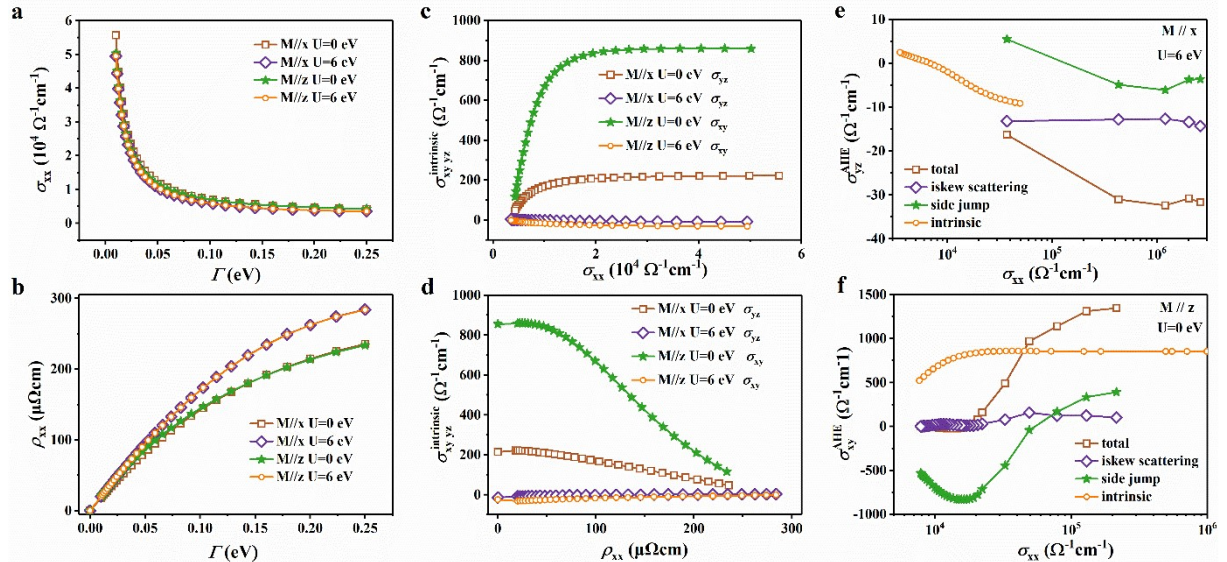 a
6
5
4
3
2
1
0
σxx (10⁴ Ω⁻¹cm⁻¹)
M//x U=0 eV
M//x U=6 eV
M//z U=0 eV
M//z U=6 eV
0.00 0.05 0.10 0.15 0.20 0.25
Γ (eV)
b
300
200
100
0
ρxx (μΩcm)
M//x U=0 eV
M//x U=6 eV
M//z U=0 eV
M//z U=6 eV
0.00 0.05 0.10 0.15 0.20 0.25
Γ (eV)
c
1000
800
600
400
200
0
σxy yz intrinsic (Ω⁻¹cm⁻¹)
M//x U=0 eV σyz
M//x U=6 eV σyz
M//z U=0 eV σxy
M//z U=6 eV σxy
0 1 2 3 4 5 6
σxx (10⁴ Ω⁻¹cm⁻¹)
d
1000
800
600
400
200
0
σxy yz intrinsic (Ω⁻¹cm⁻¹)
M//x U=0 eV σyz
M//x U=6 eV σyz
M//z U=0 eV σxy
M//z U=6 eV σxy
0 100 200 300
ρxx (μΩcm)
e
10
5
0
-5
-10
-15
-20
-25
-30
-35
-40
σyz AHE (Ω⁻¹cm⁻¹)
M // x
U=6 eV
total
iskew scattering
side jump
intrinsic
10⁴ 10⁵ 10⁶
σxx (Ω⁻¹cm⁻¹)
f
1500
1000
500
0
-500
-1000
σxy AHE (Ω⁻¹cm⁻¹)
M // z
U=0 eV
total
iskew scattering
side jump
intrinsic
10⁴ 10⁵ 10⁶
σxx (Ω⁻¹cm⁻¹)